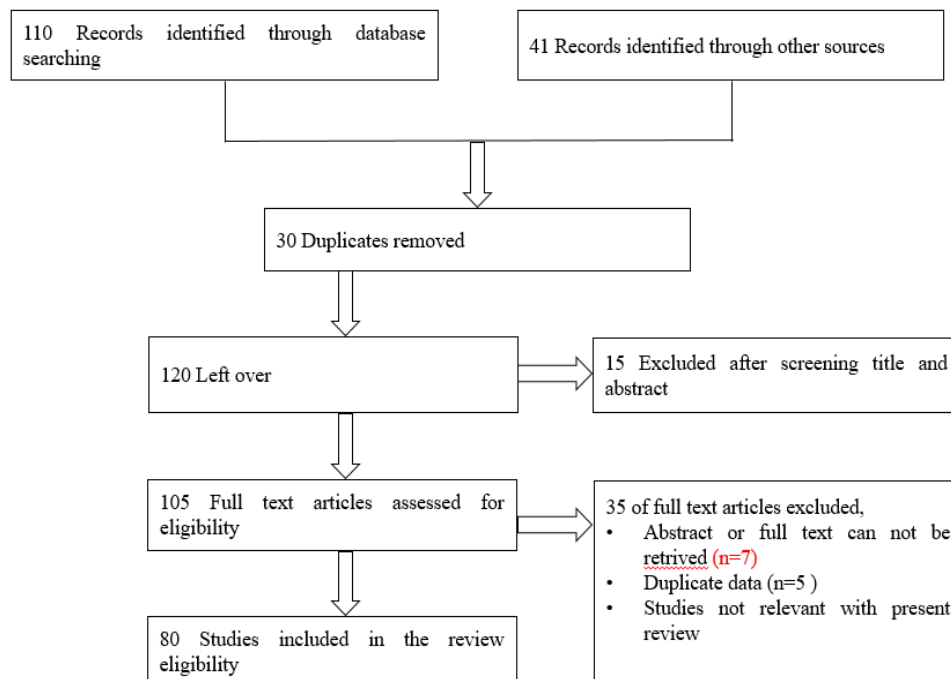 110 Records identified through database
searching
41 Records identified through other sources
30 Duplicates removed
120 Left over
15 Excluded after screening title and
abstract
105 Full text articles assessed for
eligibility
35 of full text articles excluded,
• Abstract or full text can not be
retrived (n=7)
• Duplicate data (n=5 )
• Studies not relevant with present
review
80 Studies included in the review
eligibility